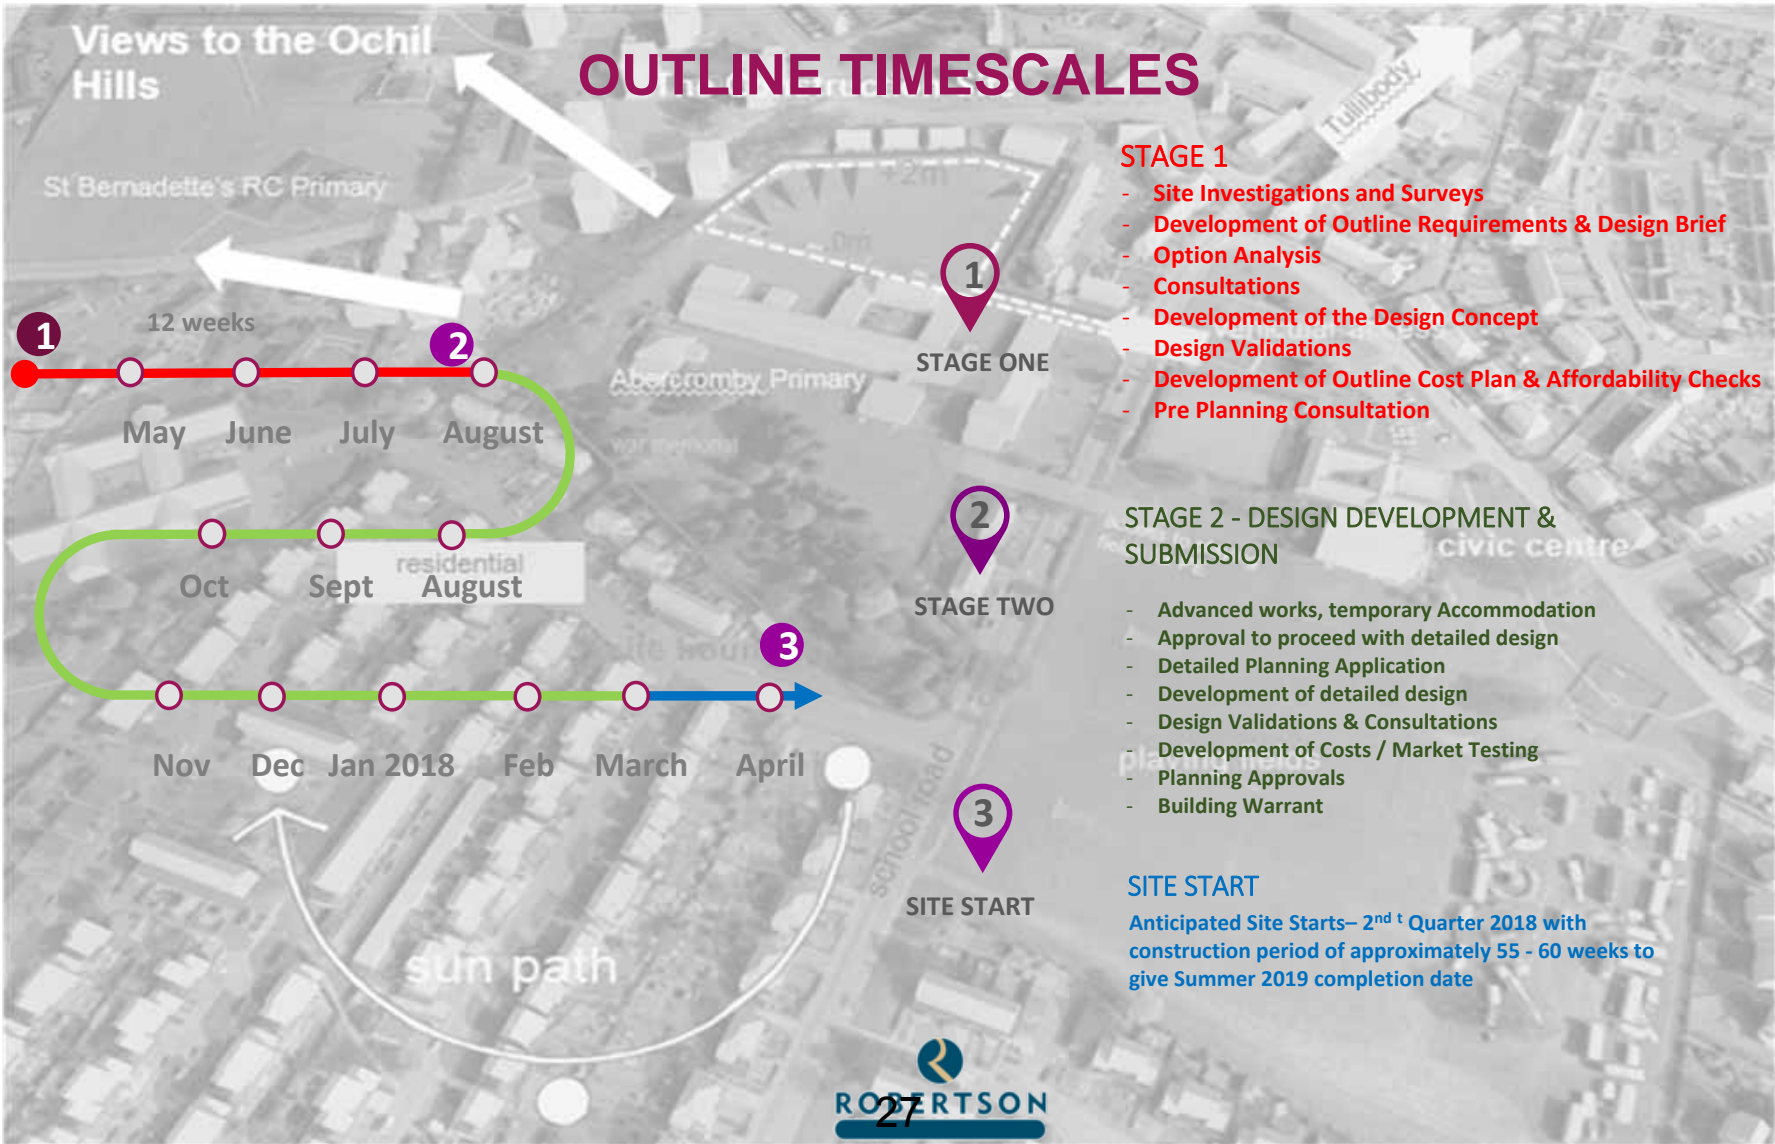 Views to the Ochil
Hills
OUTLINE TIMESCALES
Tullibody
St Bernadette's RC Primary
+2m
0m
1
12 weeks
2
May June July August
Abercromby Primary
war memorial
Oct Sept August
residential
3
Nov Dec Jan 2018 Feb March April
school road
sun path
1
STAGE ONE
2
STAGE TWO
3
SITE START
STAGE 1
- Site Investigations and Surveys
- Development of Outline Requirements & Design Brief
- Option Analysis
- Consultations
- Development of the Design Concept
- Design Validations
- Development of Outline Cost Plan & Affordability Checks
- Pre Planning Consultation
STAGE 2 - DESIGN DEVELOPMENT &
SUBMISSION
civic centre
- Advanced works, temporary Accommodation
- Approval to proceed with detailed design
- Detailed Planning Application
- Development of detailed design
- Design Validations & Consultations
- Development of Costs / Market Testing
playing fields
- Planning Approvals
- Building Warrant
SITE START
Anticipated Site Starts– 2nd t Quarter 2018 with
construction period of approximately 55 - 60 weeks to
give Summer 2019 completion date
ROBERTSON
27